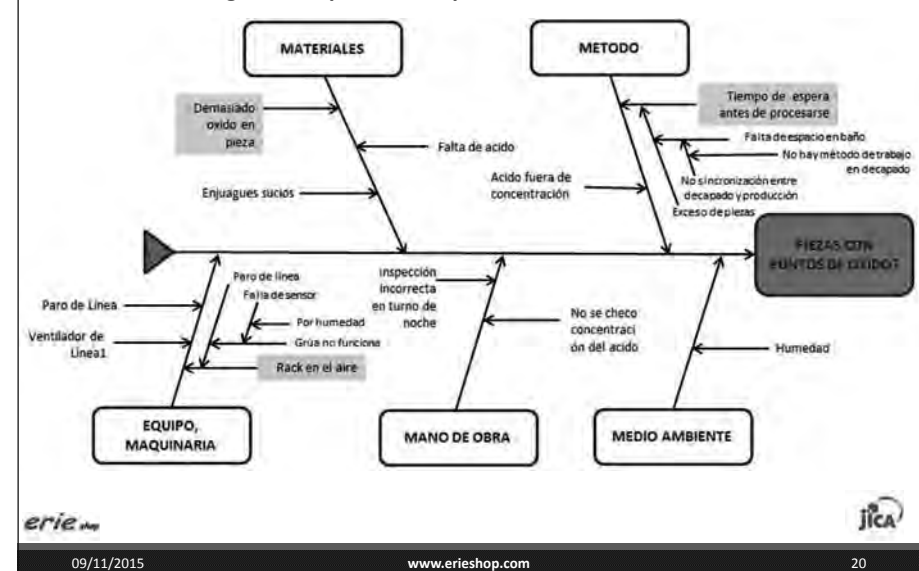 MATERIALES
METODO
Demasiado
oxido en
pieza
Falta de acido
Enjuagues sucios
Tiempo de espera
antes de procesarse
Falta de espacio en baño
No hay método de trabajo
en decapado
No sincronización entre
decapado y producción
Exceso de piezas
Acido fuera de
concentración
PIEZAS CON
PUNTOS DE OXIDO?
Paro de línea
Falla de sensor
Paro de Linea
Por humedad
Ventilador de
Linea1
Grúa no funciona
Rack en el aire
Inspección
incorrecta
en turno de
noche
No se checo
concentraci
ón del acido
Humedad
EQUIPO,
MAQUINARIA
MANO DE OBRA
MEDIO AMBIENTE
erie shop
jica
09/11/2015
www.erieshop.com
20